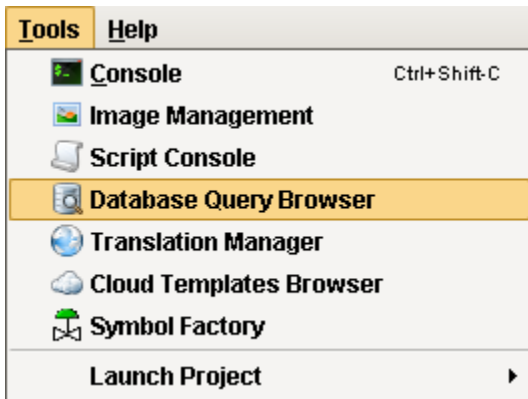 Tools Help
Console Ctrl+Shift-C
Image Management
Script Console
Database Query Browser
Translation Manager
Cloud Templates Browser
Symbol Factory
Launch Project